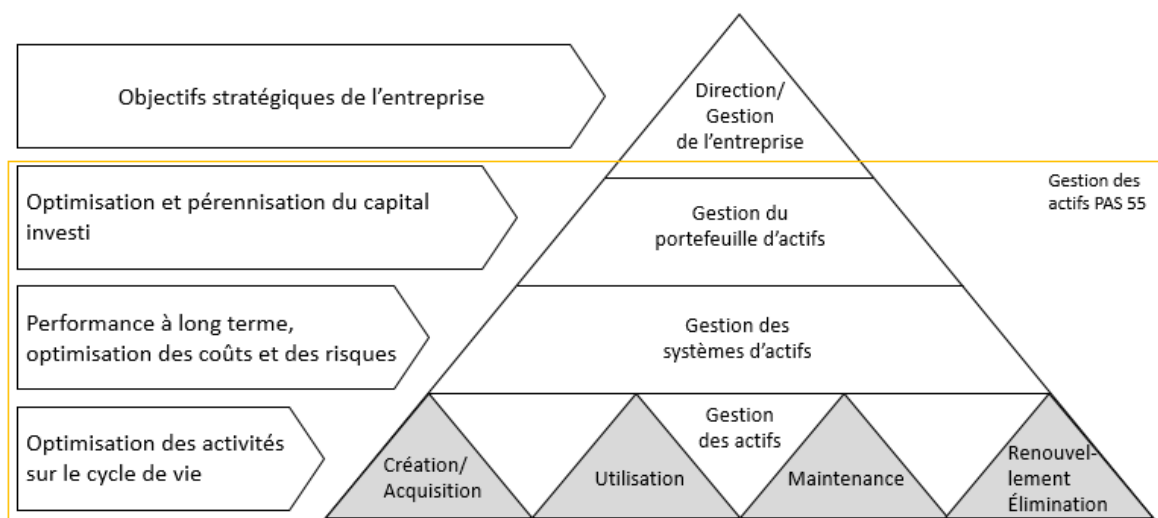 Objectifs stratégiques de l'entreprise
Direction/
Gestion
de l'entreprise
Optimisation et pérennisation du capital
investi
Gestion du
portefeuille d'actifs
Gestion des
actifs PAS 55
Performance à long terme,
optimisation des coûts et des risques
Gestion des
systèmes d'actifs
Optimisation des activités
sur le cycle de vie
Gestion
des actifs
Création/
Acquisition
Utilisation
Maintenance
Renouvel-
lement
Élimination